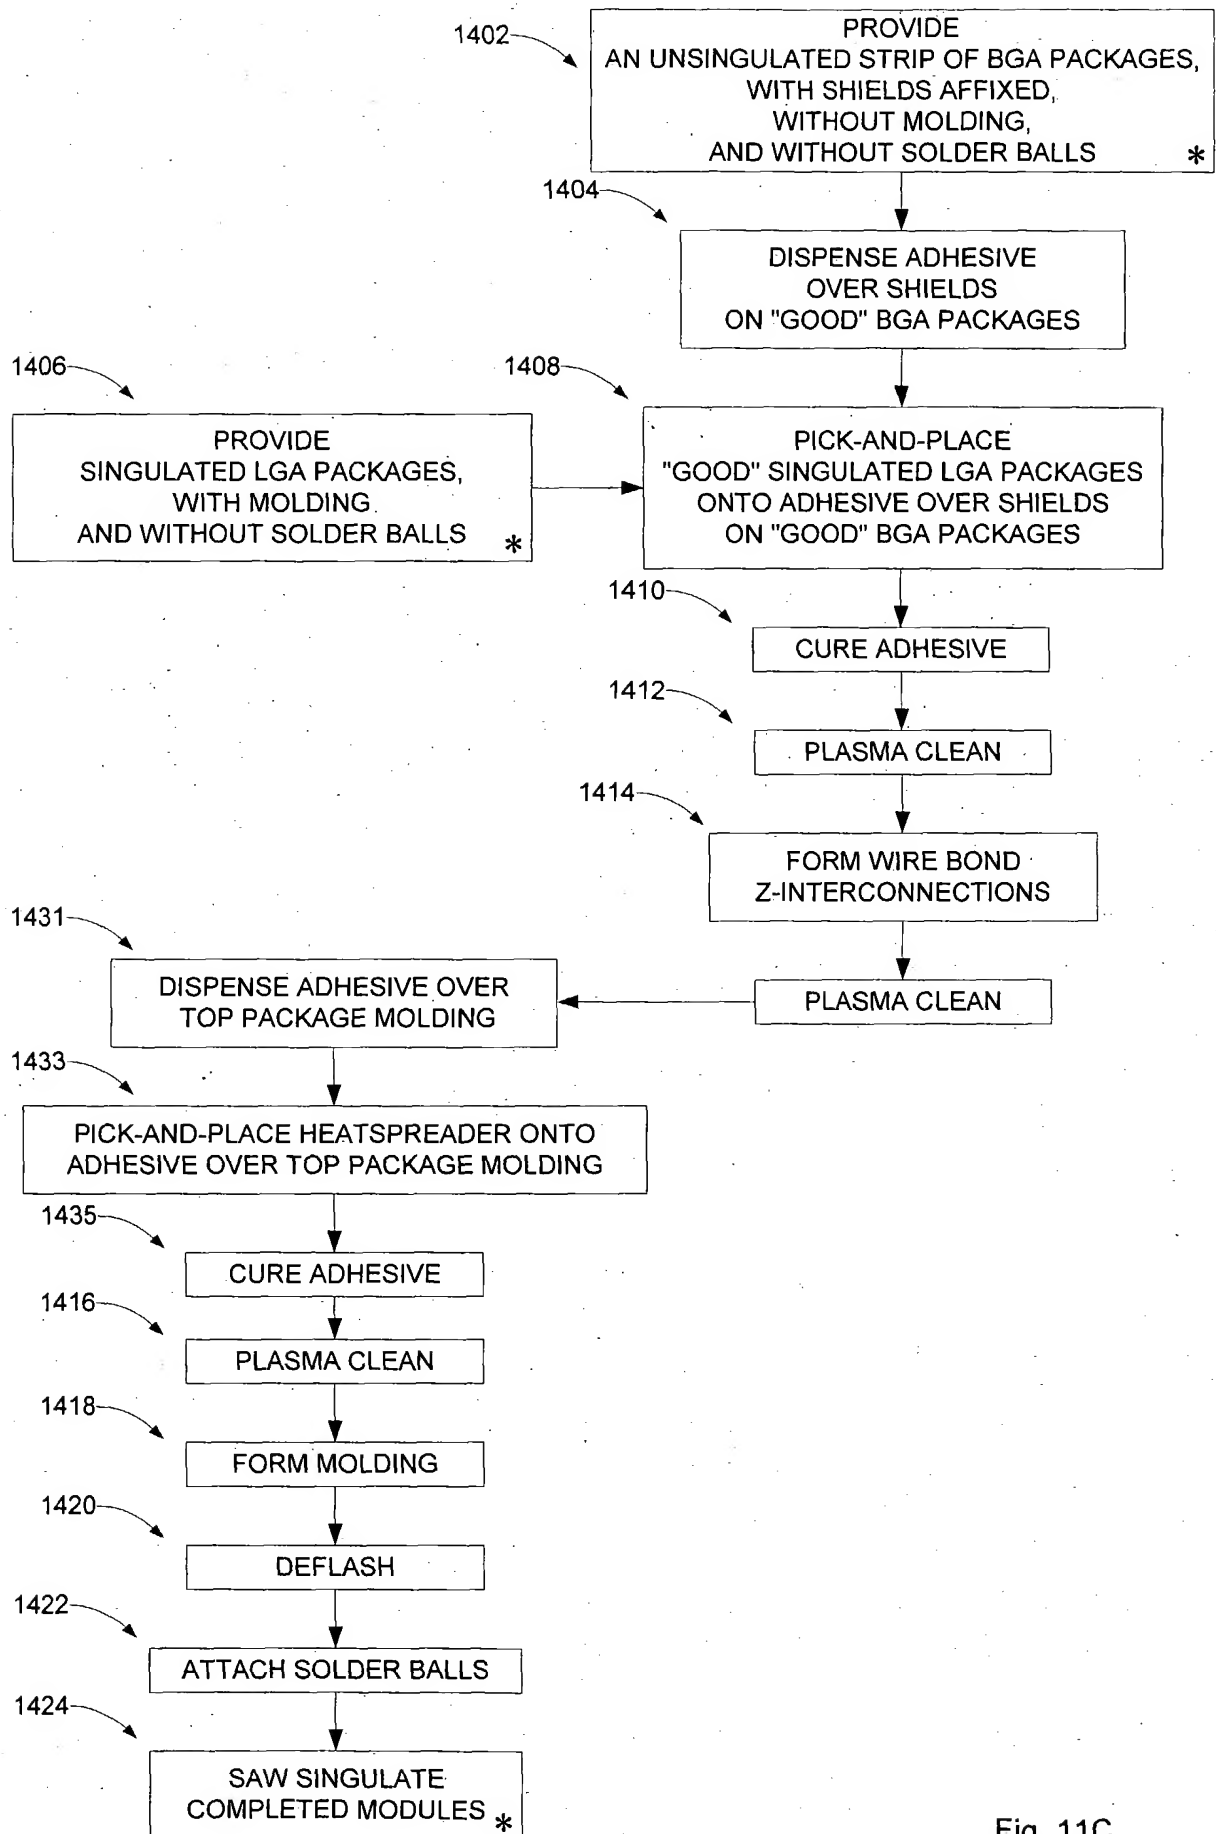 1402
PROVIDE
AN UNSINGULATED STRIP OF BGA PACKAGES,
WITH SHIELDS AFFIXED,
WITHOUT MOLDING,
AND WITHOUT SOLDER BALLS *
1404
DISPENSE ADHESIVE
OVER SHIELDS
ON "GOOD" BGA PACKAGES
1406
PROVIDE
SINGULATED LGA PACKAGES,
WITH MOLDING
AND WITHOUT SOLDER BALLS *
1408
PICK-AND-PLACE
"GOOD" SINGULATED LGA PACKAGES
ONTO ADHESIVE OVER SHIELDS
ON "GOOD" BGA PACKAGES
1410
CURE ADHESIVE
1412
PLASMA CLEAN
1414
FORM WIRE BOND
Z-INTERCONNECTIONS
PLASMA CLEAN
1431
DISPENSE ADHESIVE OVER
TOP PACKAGE MOLDING
1433
PICK-AND-PLACE HEATSPREADER ONTO
ADHESIVE OVER TOP PACKAGE MOLDING
1435
CURE ADHESIVE
1416
PLASMA CLEAN
1418
FORM MOLDING
1420
DEFLASH
1422
ATTACH SOLDER BALLS
1424
SAW SINGULATE
COMPLETED MODULES *
Fig. 11C